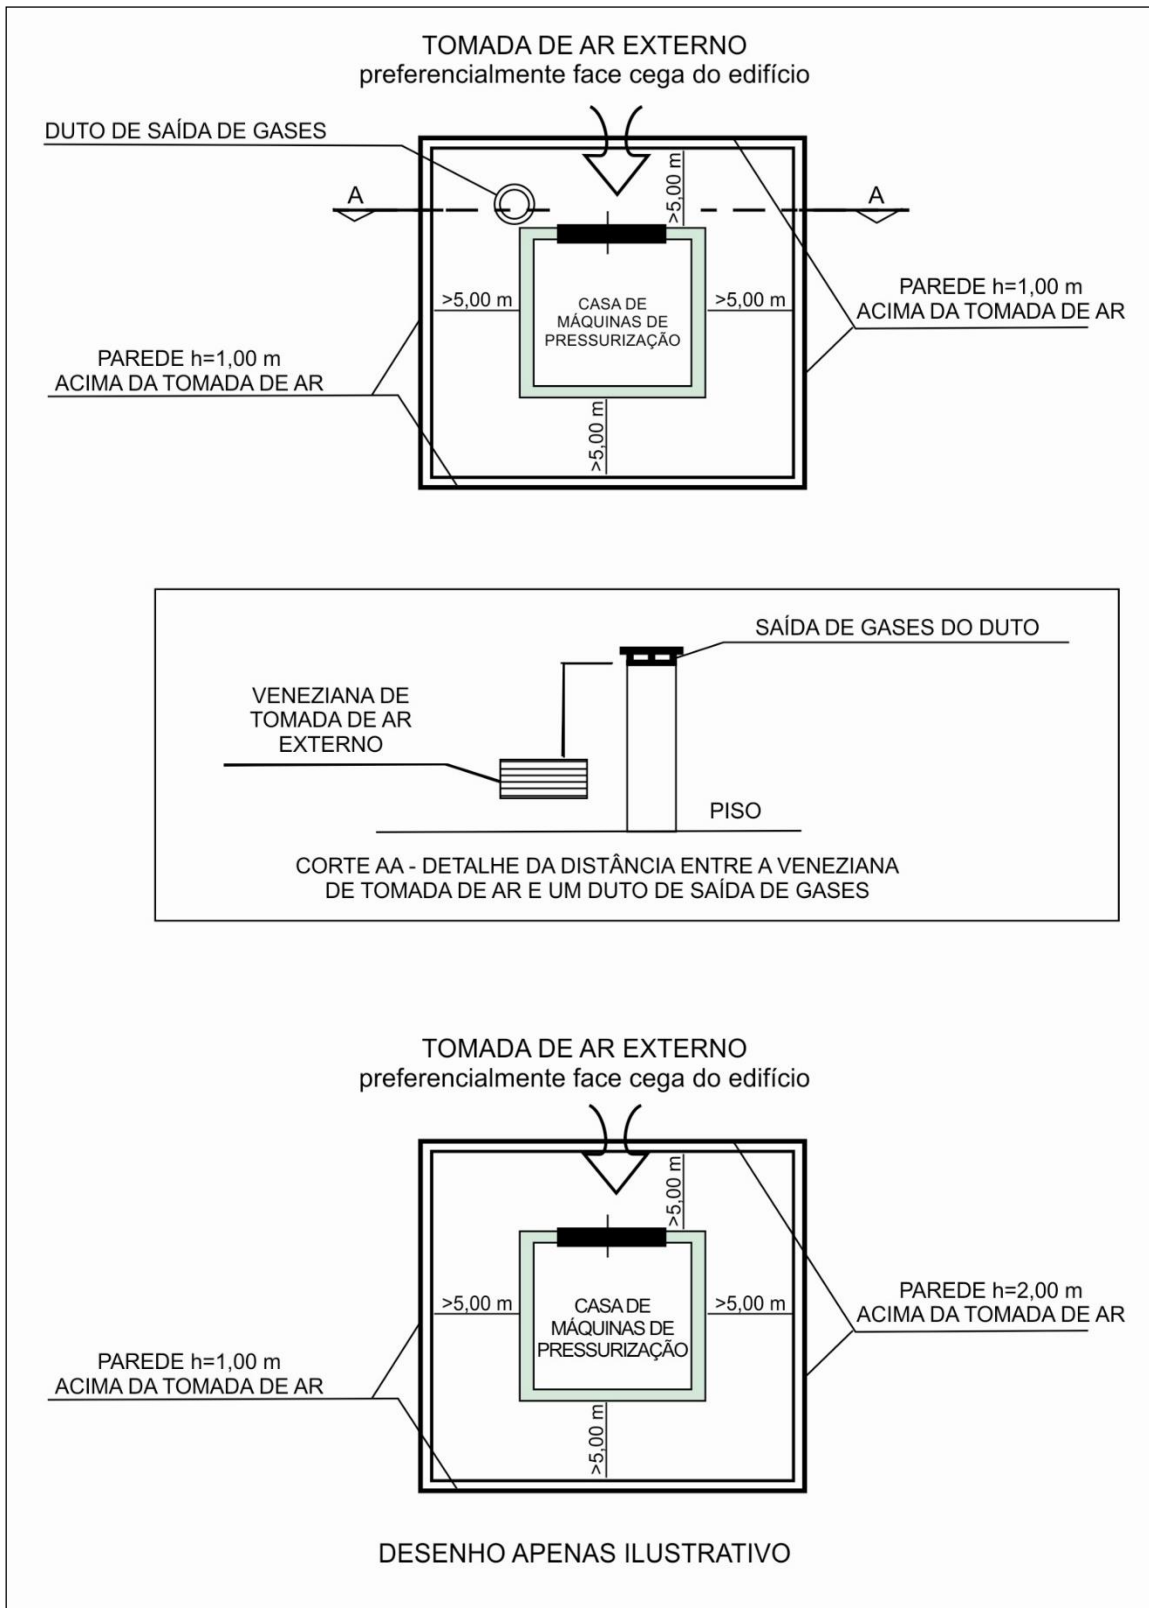 TOMADA DE AR EXTERNO
preferencialmente face cega do edifício
DUTO DE SAÍDA DE GASES
A
A
>5,00 m
>5,00 m
CASA DE
MÁQUINAS DE
PRESSURIZAÇÃO
>5,00 m
PAREDE h=1,00 m
ACIMA DA TOMADA DE AR
PAREDE h=1,00 m
ACIMA DA TOMADA DE AR
>5,00 m
SAÍDA DE GASES DO DUTO
VENEZIANA DE
TOMADA DE AR
EXTERNO
PISO
CORTE AA - DETALHE DA DISTÂNCIA ENTRE A VENEZIANA
DE TOMADA DE AR E UM DUTO DE SAÍDA DE GASES
TOMADA DE AR EXTERNO
preferencialmente face cega do edifício
>5,00 m
>5,00 m
CASA DE
MÁQUINAS DE
PRESSURIZAÇÃO
>5,00 m
PAREDE h=2,00 m
ACIMA DA TOMADA DE AR
PAREDE h=1,00 m
ACIMA DA TOMADA DE AR
>5,00 m
DESENHO APENAS ILUSTRATIVO